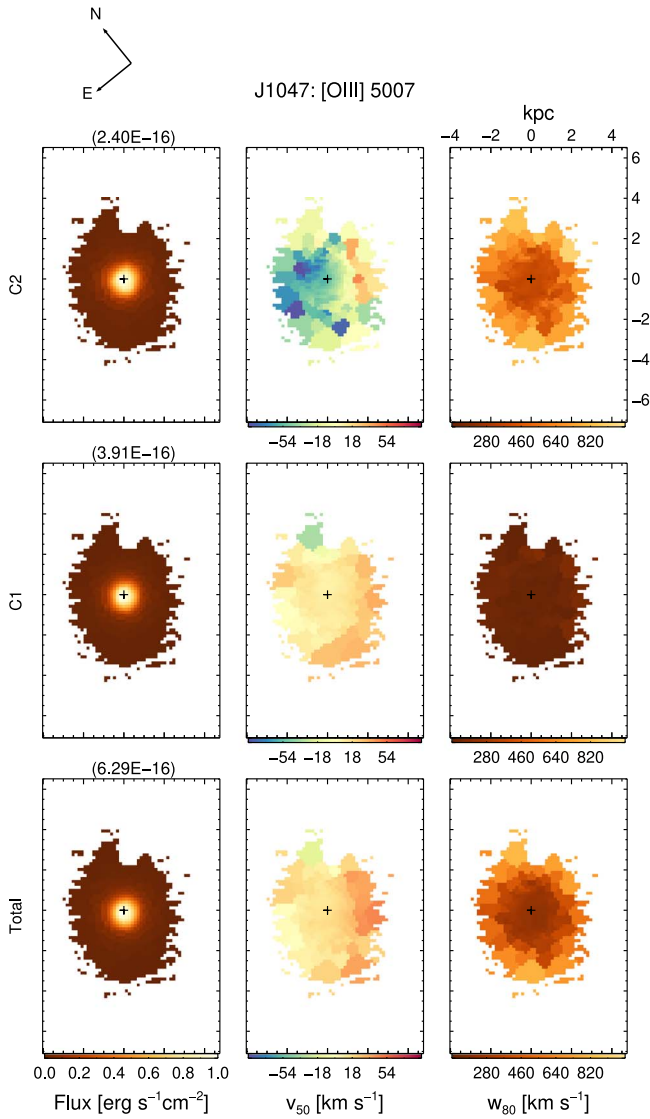 N
E
J1047: [OIII] 5007
kpc
−4 −2 0 2 4
(2.40E−16)
6
4
2
0
−2
−4
−6
C2
−54 −18 18 54
280 460 640 820
(3.91E−16)
C1
−54 −18 18 54
280 460 640 820
(6.29E−16)
Total
0.0 0.2 0.4 0.6 0.8 1.0
−54 −18 18 54
280 460 640 820
Flux [erg s⁻¹cm⁻²]
v₅₀ [km s⁻¹]
w₈₀ [km s⁻¹]